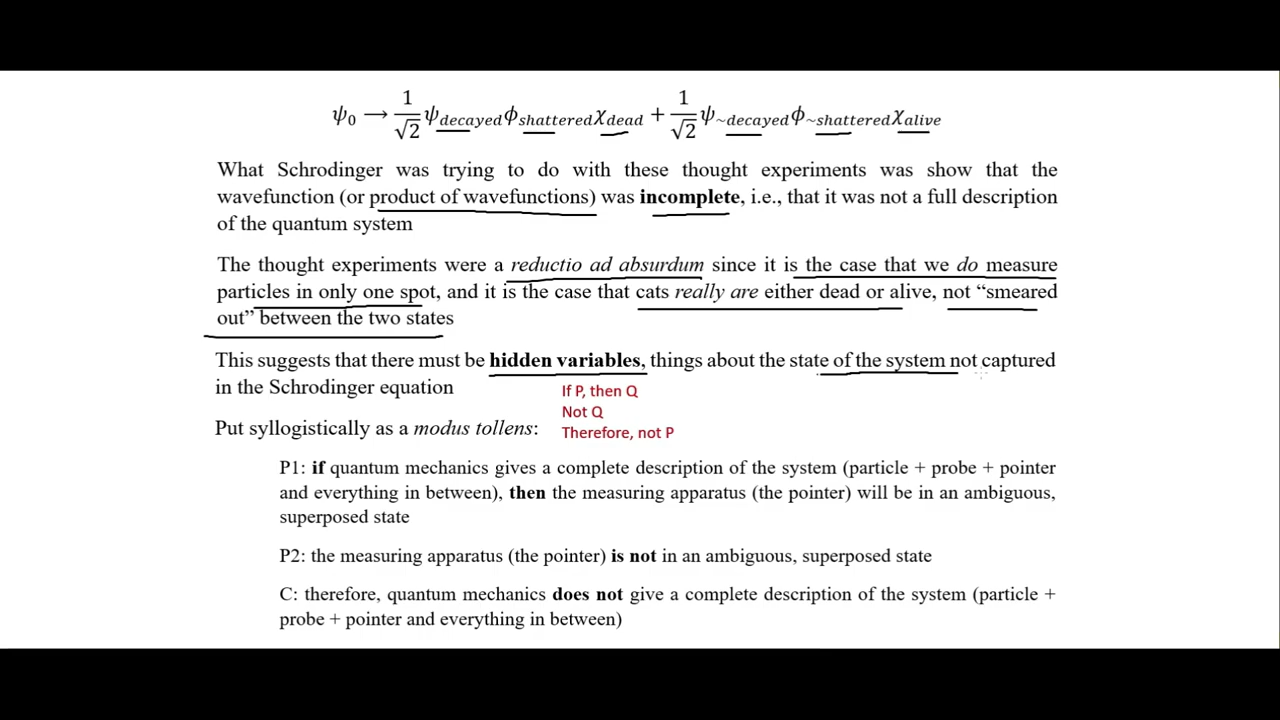 ψ₀ → 1/√2 ψ_decayed ϕ_shattered χ_dead + 1/√2 ψ_~decayed ϕ_~shattered χ_alive
What Schrodinger was trying to do with these thought experiments was show that the
wavefunction (or product of wavefunctions) was incomplete, i.e., that it was not a full description
of the quantum system
The thought experiments were a reductio ad absurdum since it is the case that we do measure
particles in only one spot, and it is the case that cats really are either dead or alive, not “smeared
out” between the two states
This suggests that there must be hidden variables, things about the state of the system not captured
in the Schrodinger equation
If P, then Q
Not Q
Put syllogistically as a modus tollens:
Therefore, not P
P1: if quantum mechanics gives a complete description of the system (particle + probe + pointer
and everything in between), then the measuring apparatus (the pointer) will be in an ambiguous,
superposed state
P2: the measuring apparatus (the pointer) is not in an ambiguous, superposed state
C: therefore, quantum mechanics does not give a complete description of the system (particle +
probe + pointer and everything in between)